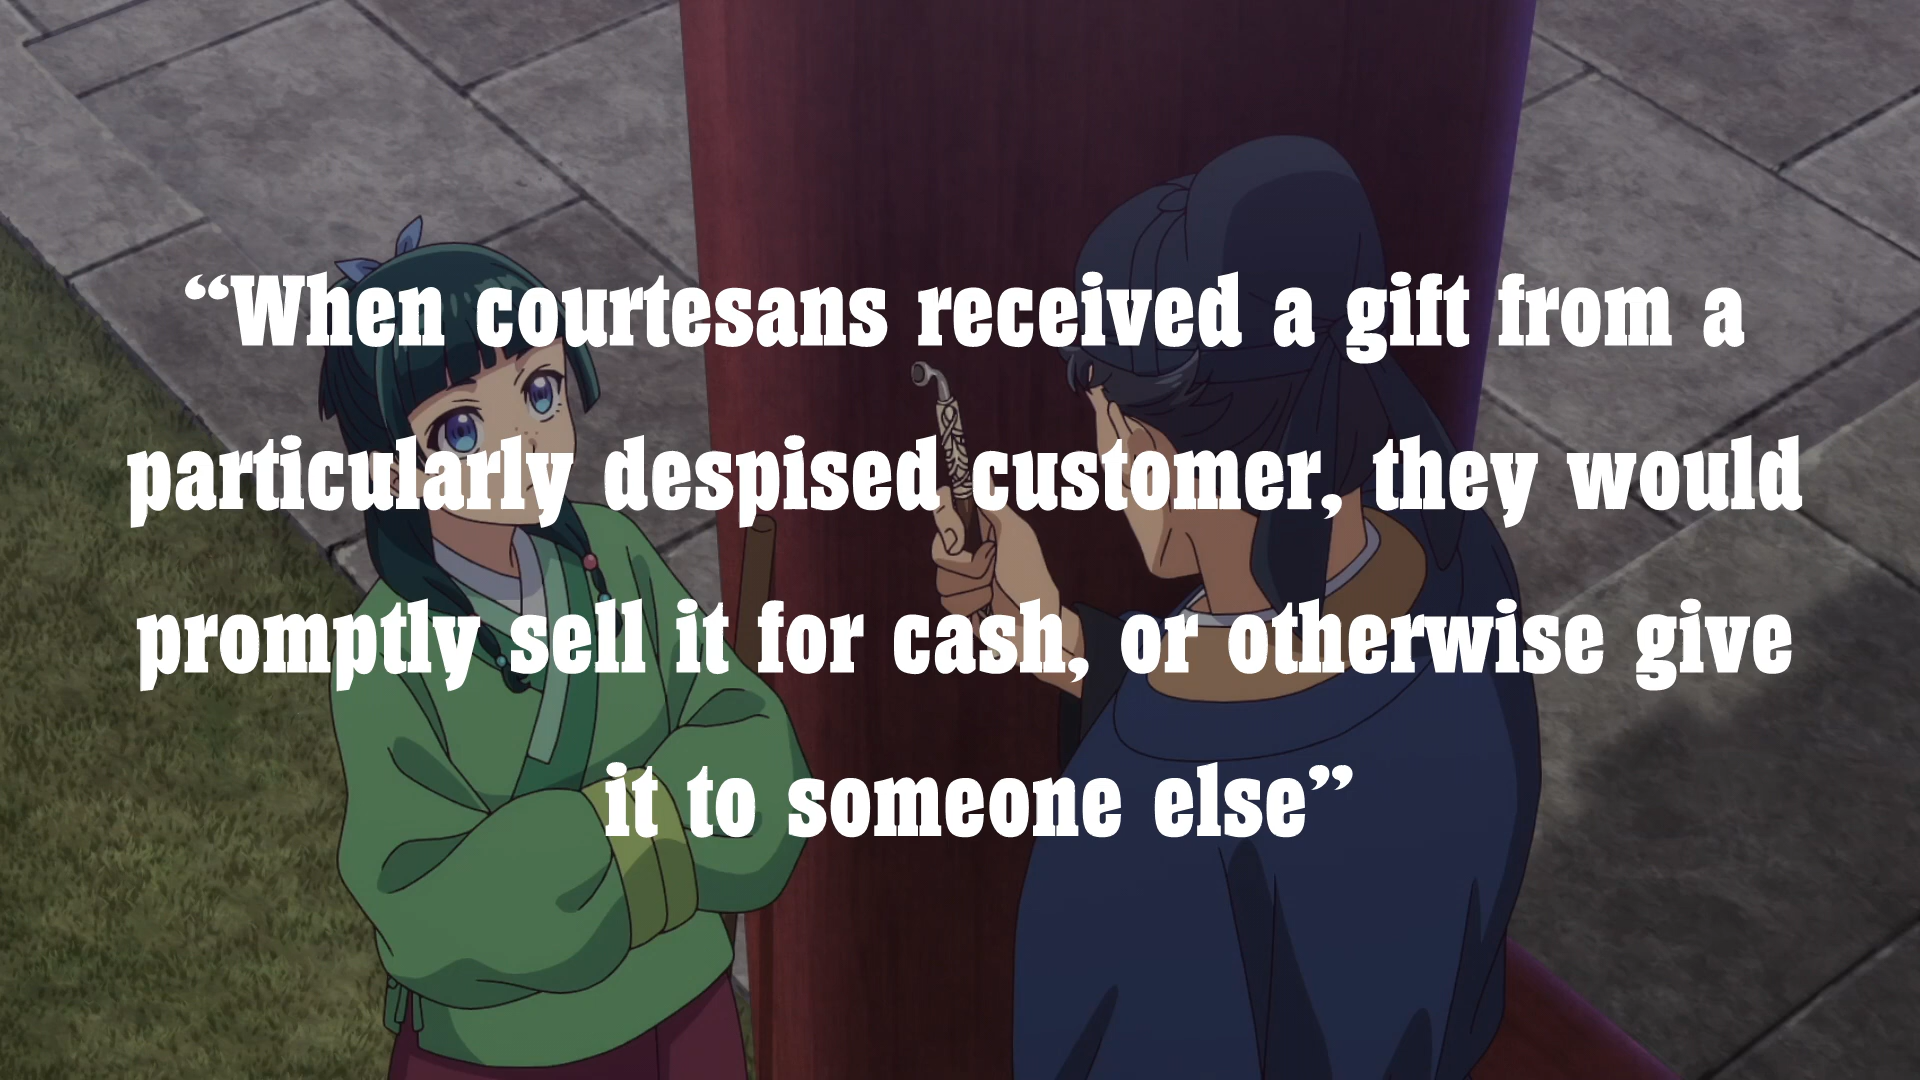 “When courtesans received a gift from a
particularly despised customer, they would
promptly sell it for cash, or otherwise give
it to someone else”